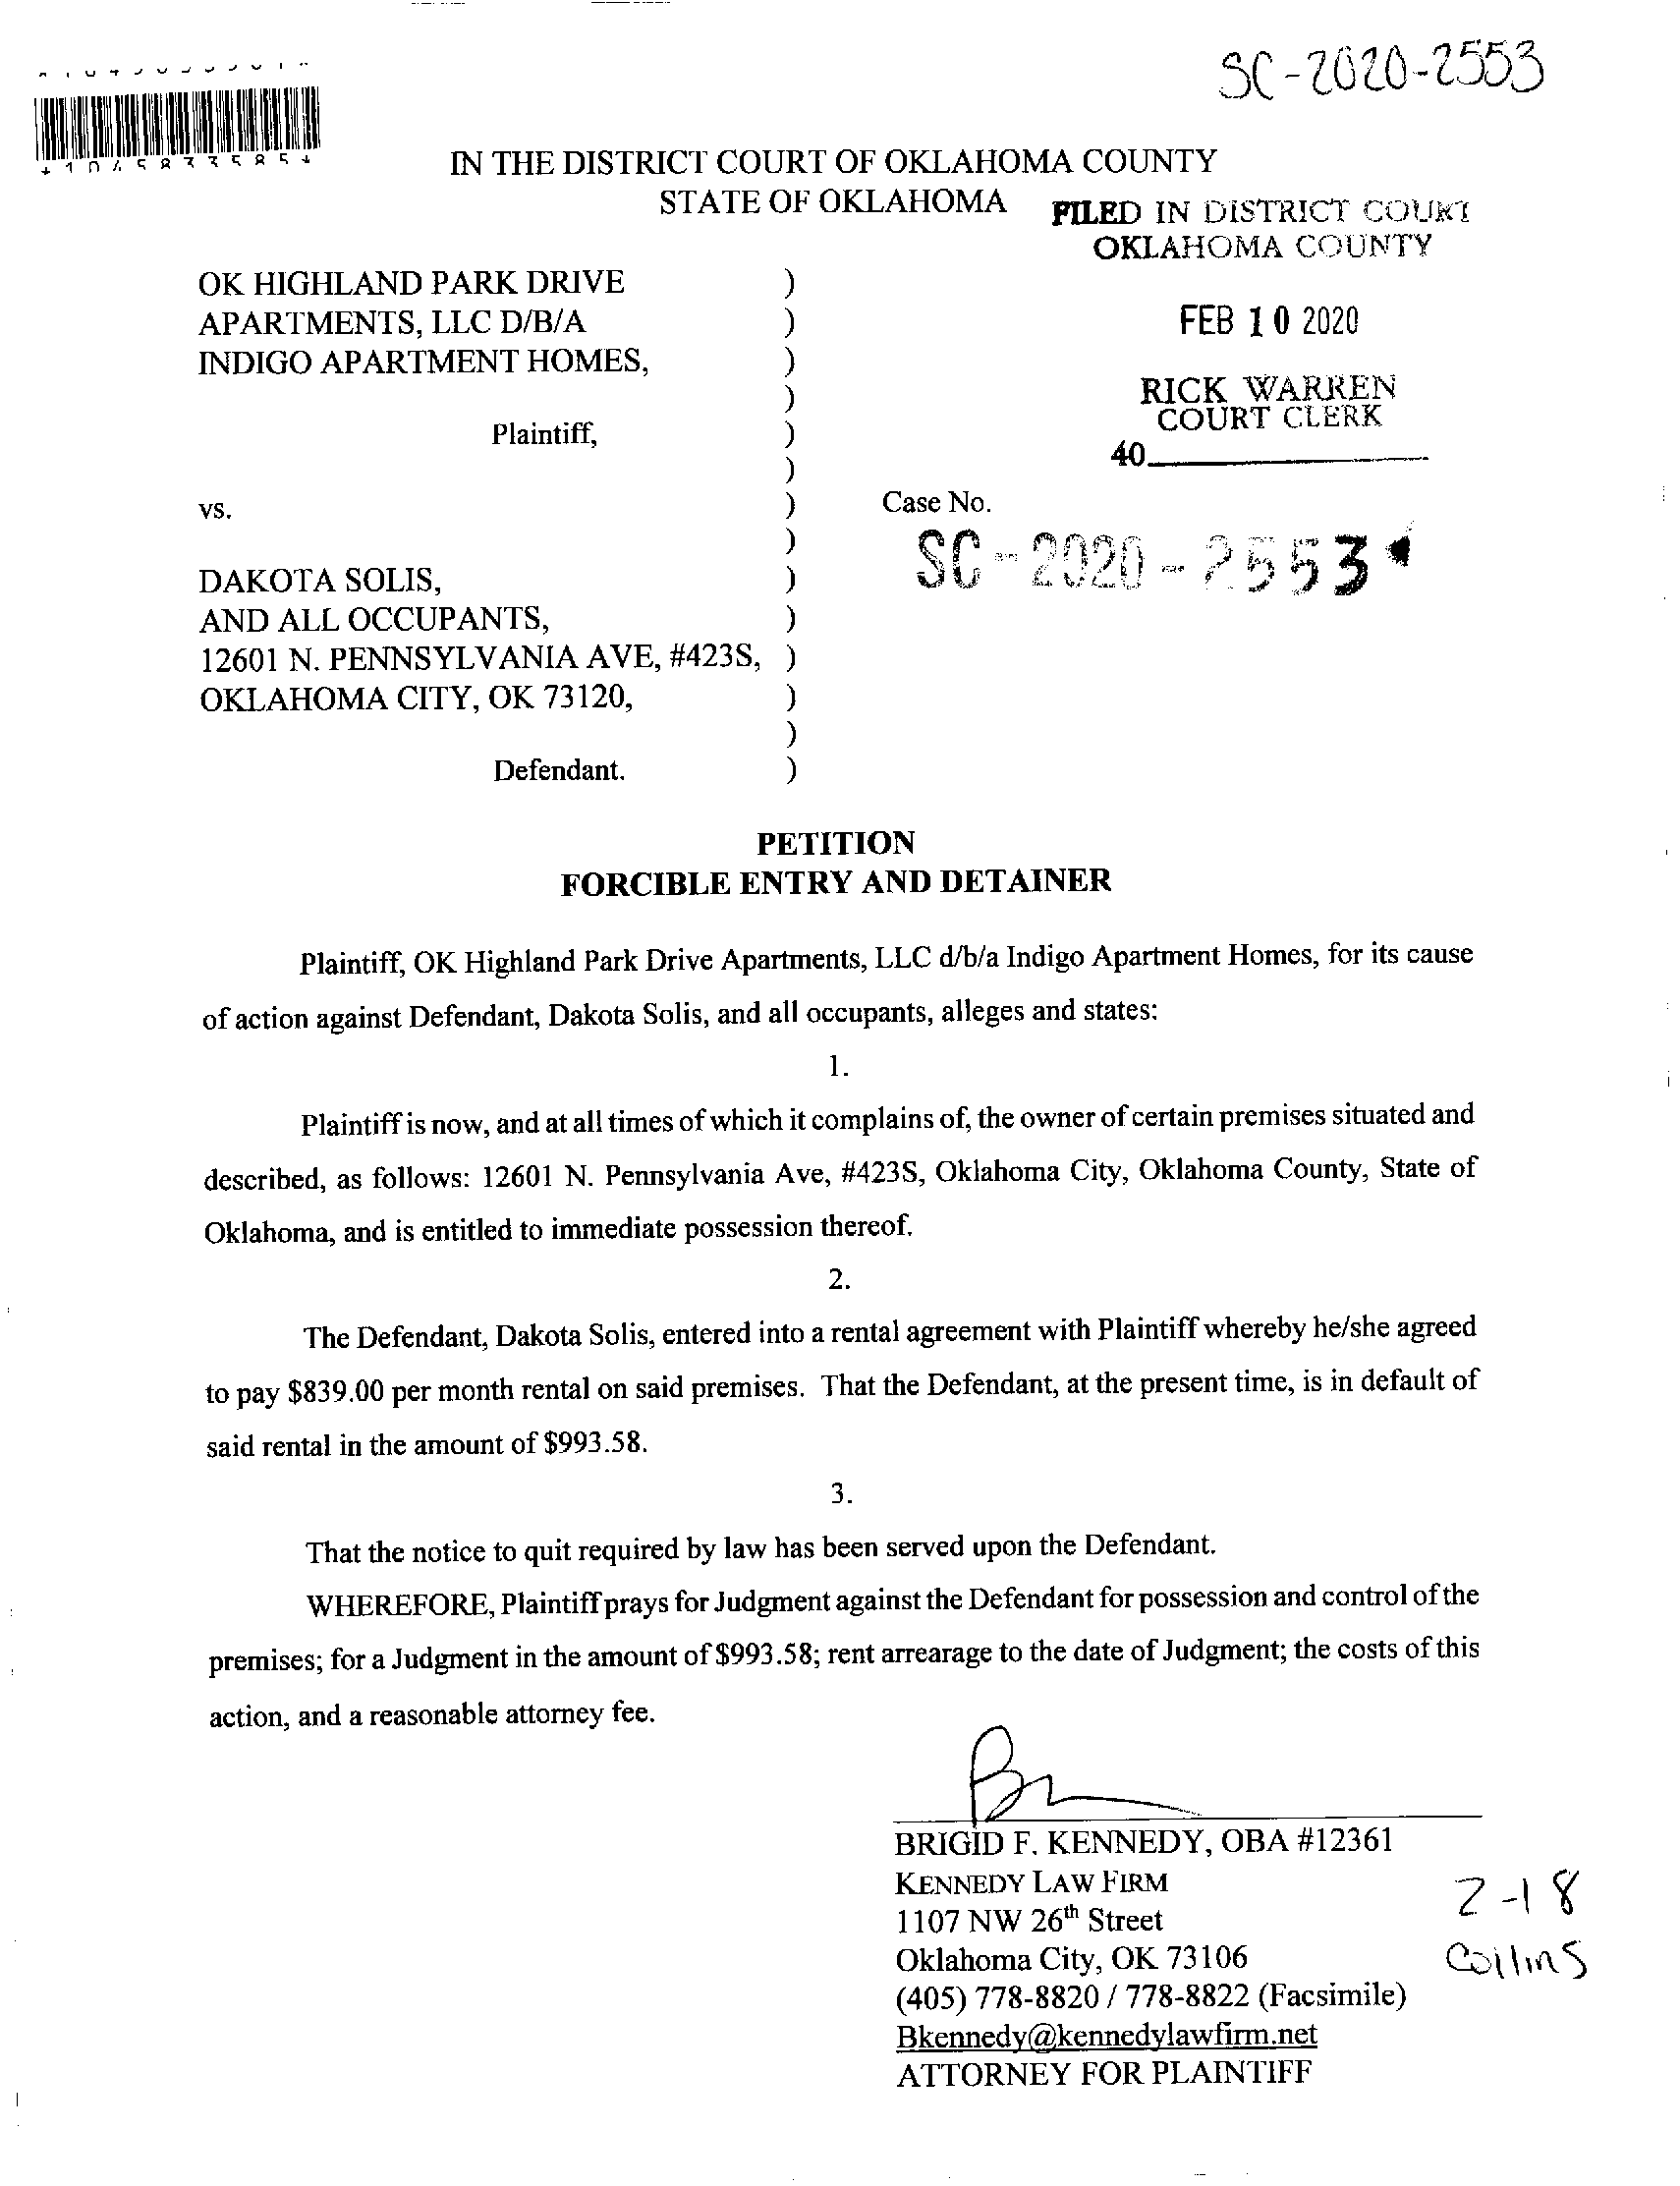 SC-2020-2553
*1045833585*
IN THE DISTRICT COURT OF OKLAHOMA COUNTY
STATE OF OKLAHOMA
FILED IN DISTRICT COURT
OKLAHOMA COUNTY
OK HIGHLAND PARK DRIVE )
APARTMENTS, LLC D/B/A )
INDIGO APARTMENT HOMES, )
)
Plaintiff, )
)
vs. )
)
DAKOTA SOLIS, )
AND ALL OCCUPANTS, )
12601 N. PENNSYLVANIA AVE, #423S, )
OKLAHOMA CITY, OK 73120, )
)
Defendant. )
FEB 10 2020
RICK WARREN
COURT CLERK
40
Case No.
SC-2020-2553
PETITION
FORCIBLE ENTRY AND DETAINER
Plaintiff, OK Highland Park Drive Apartments, LLC d/b/a Indigo Apartment Homes, for its cause
of action against Defendant, Dakota Solis, and all occupants, alleges and states:
1.
Plaintiff is now, and at all times of which it complains of, the owner of certain premises situated and
described, as follows: 12601 N. Pennsylvania Ave, #423S, Oklahoma City, Oklahoma County, State of
Oklahoma, and is entitled to immediate possession thereof.
2.
The Defendant, Dakota Solis, entered into a rental agreement with Plaintiff whereby he/she agreed
to pay $839.00 per month rental on said premises. That the Defendant, at the present time, is in default of
said rental in the amount of $993.58.
3.
That the notice to quit required by law has been served upon the Defendant.
WHEREFORE, Plaintiff prays for Judgment against the Defendant for possession and control of the
premises; for a Judgment in the amount of $993.58; rent arrearage to the date of Judgment; the costs of this
action, and a reasonable attorney fee.
BRIGID F. KENNEDY, OBA #12361
KENNEDY LAW FIRM
1107 NW 26th Street
Oklahoma City, OK 73106
(405) 778-8820 / 778-8822 (Facsimile)
Bkennedy@kennedylawfirm.net
ATTORNEY FOR PLAINTIFF
2-18
Collins